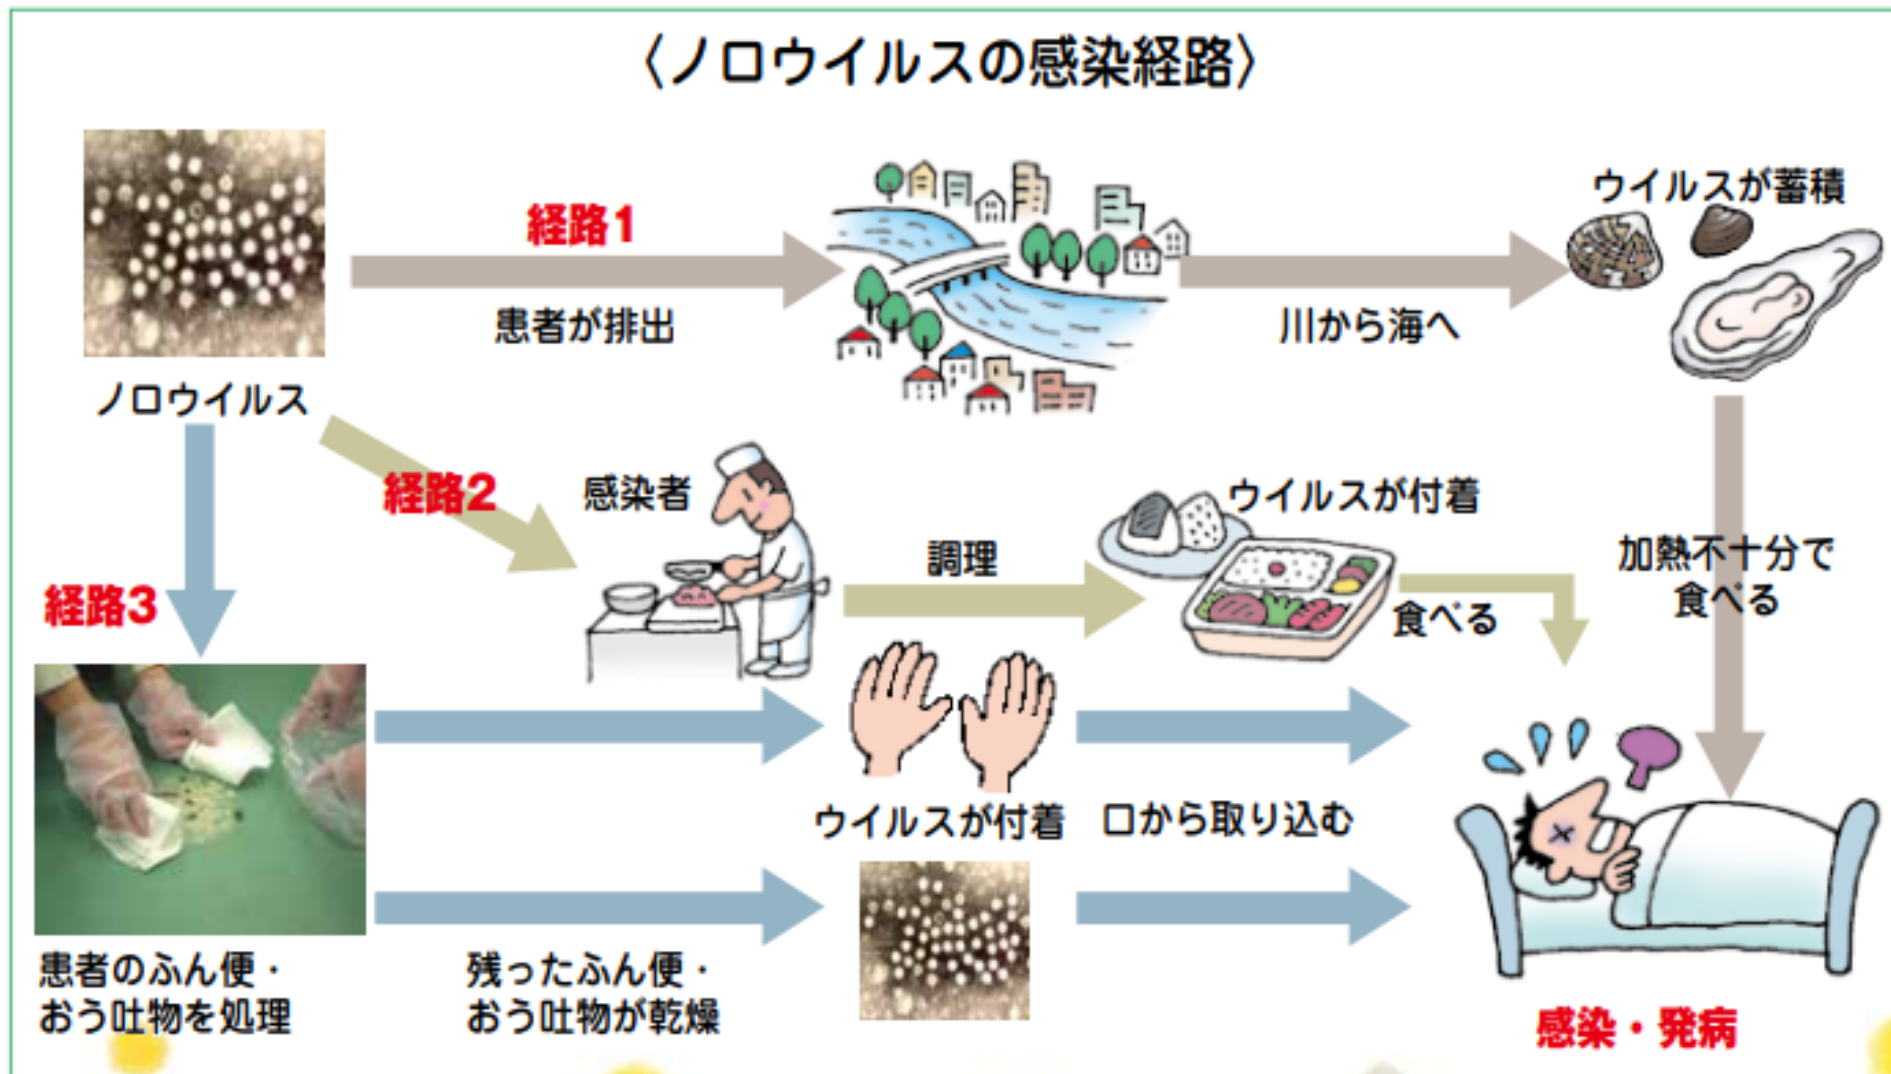 〈ノロウイルスの感染経路〉
ウイルスが蓄積
経路1
患者が排出
川から海へ
ノロウイルス
経路2
感染者
ウイルスが付着
調理
加熱不十分で
食べる
食べる
経路3
ウイルスが付着
口から取り込む
患者のふん便・
おう吐物を処理
残ったふん便・
おう吐物が乾燥
感染・発病